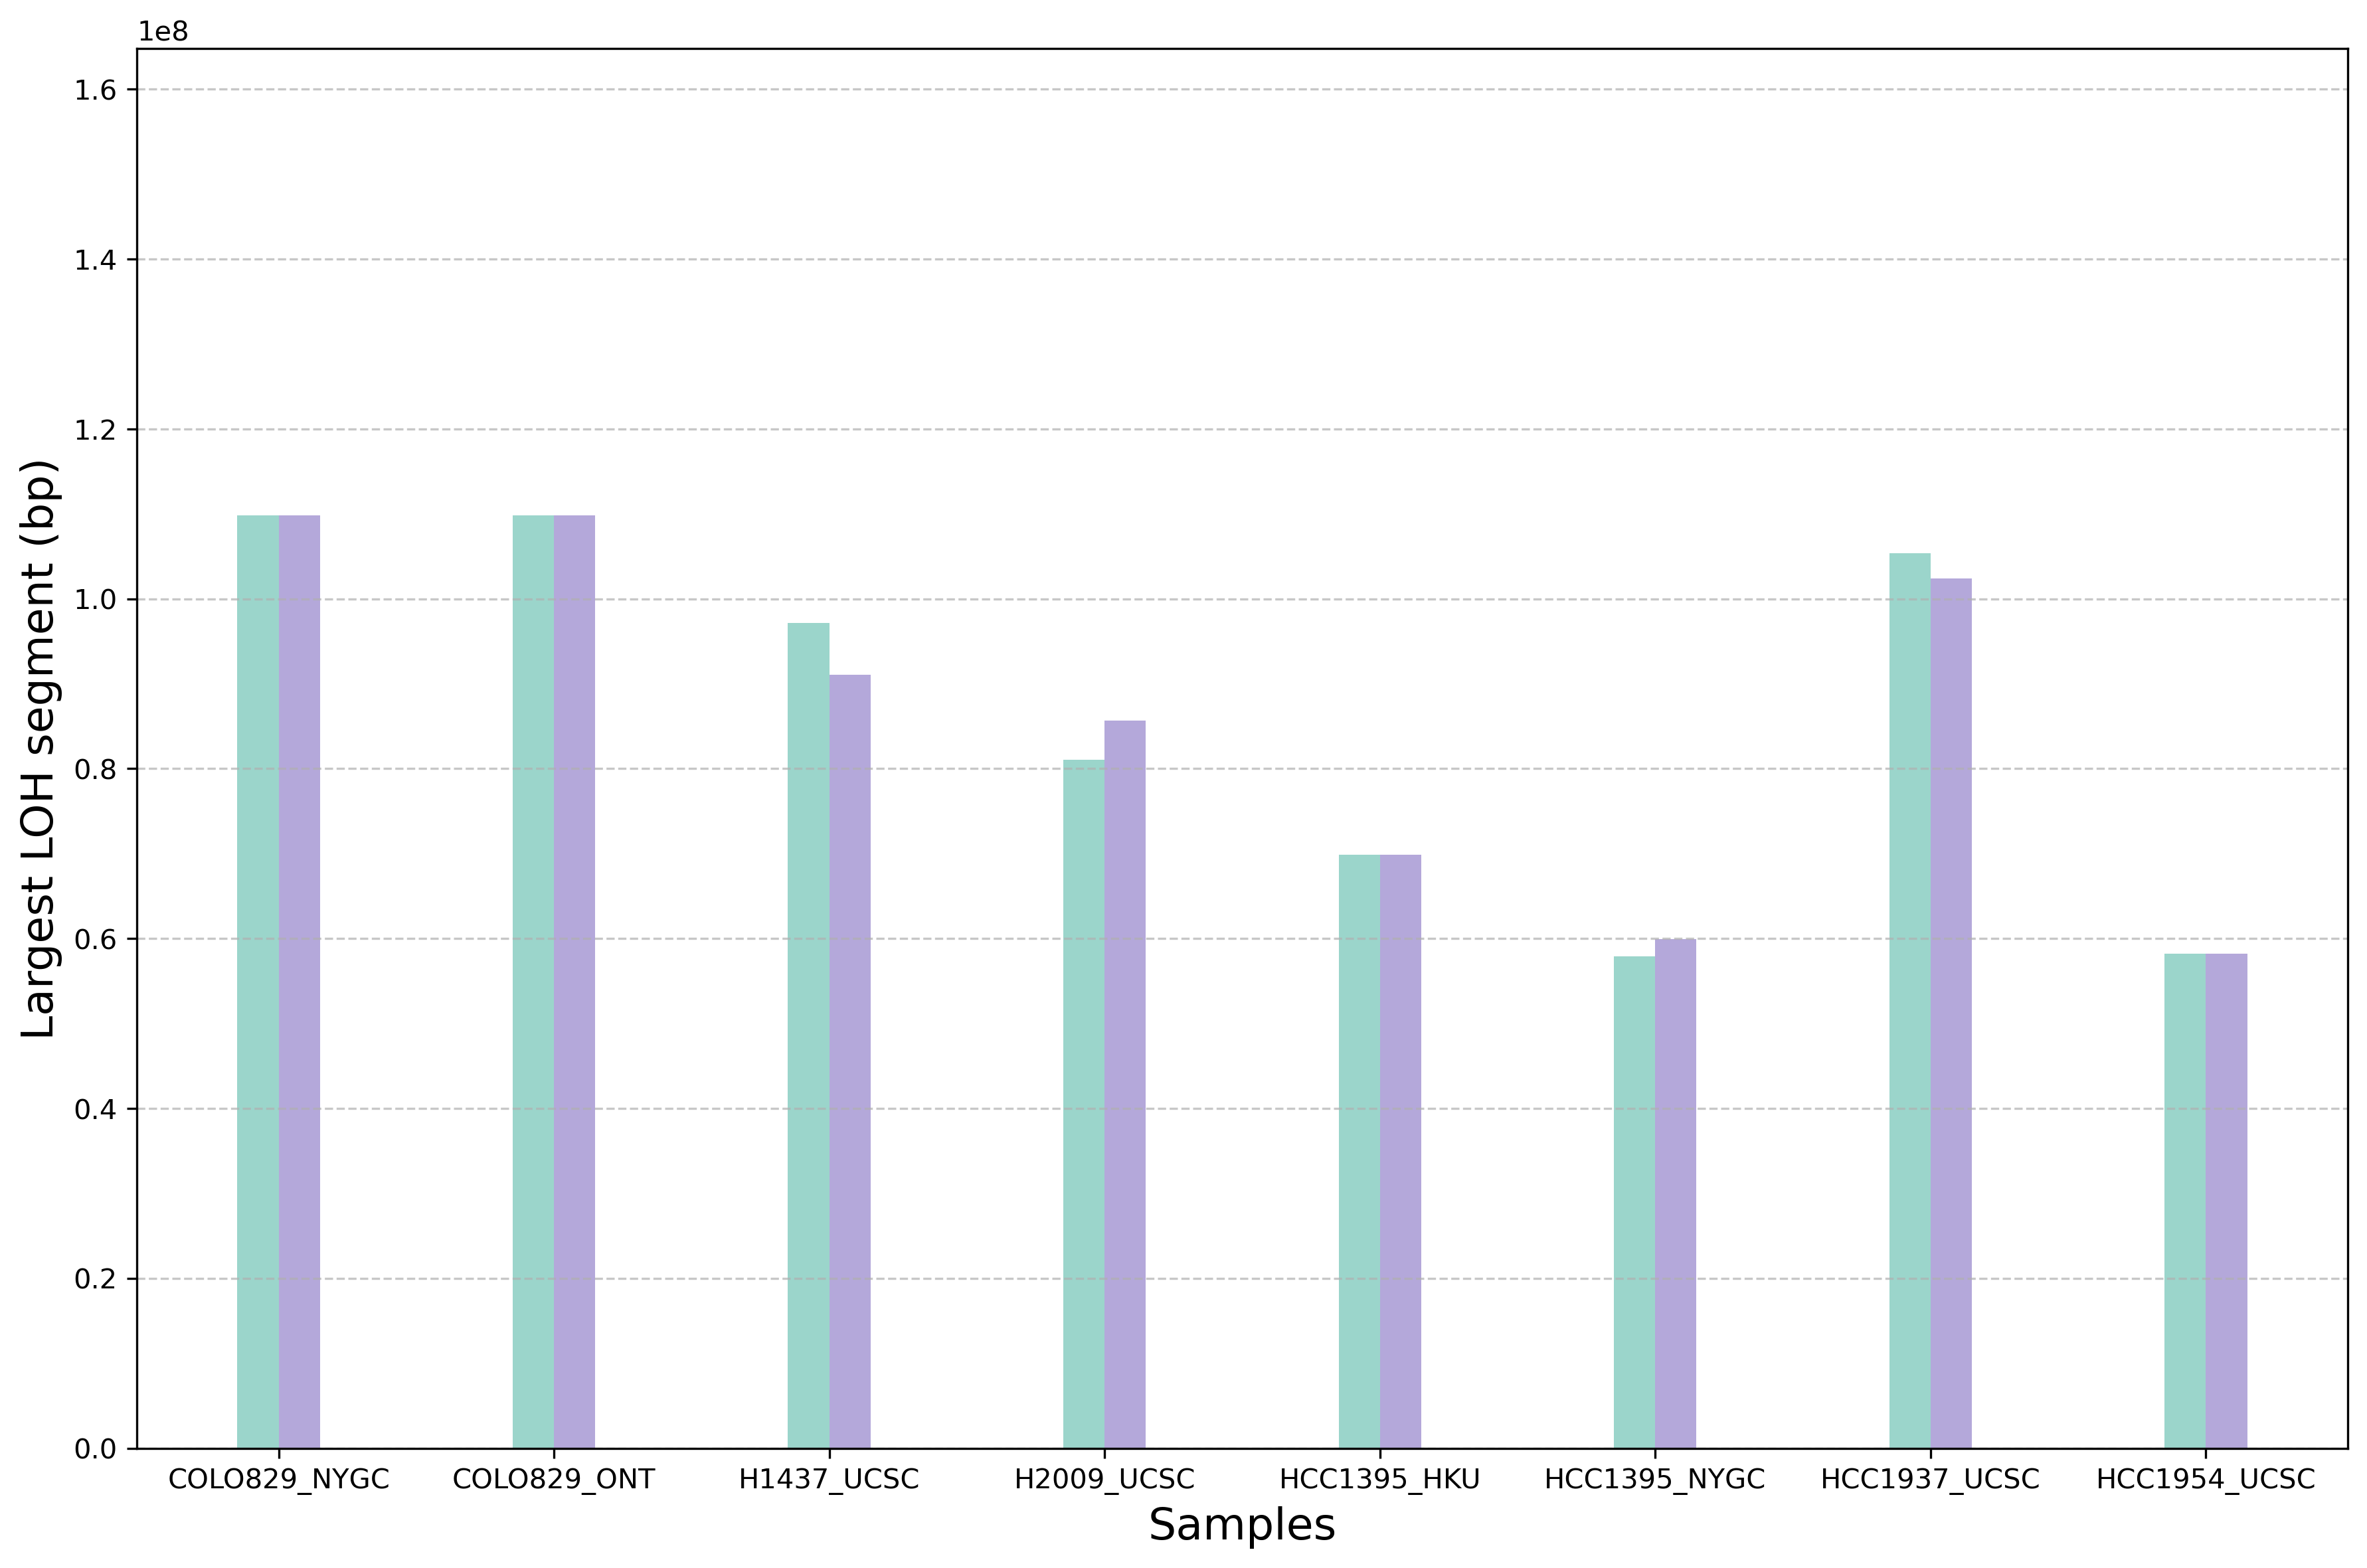 1e8
1.6
1.4
1.2
1.0
0.8
0.6
0.4
0.2
0.0
Largest LOH segment (bp)
COLO829_NYGC COLO829_ONT H1437_UCSC H2009_UCSC HCC1395_HKU HCC1395_NYGC HCC1937_UCSC HCC1954_UCSC
Samples